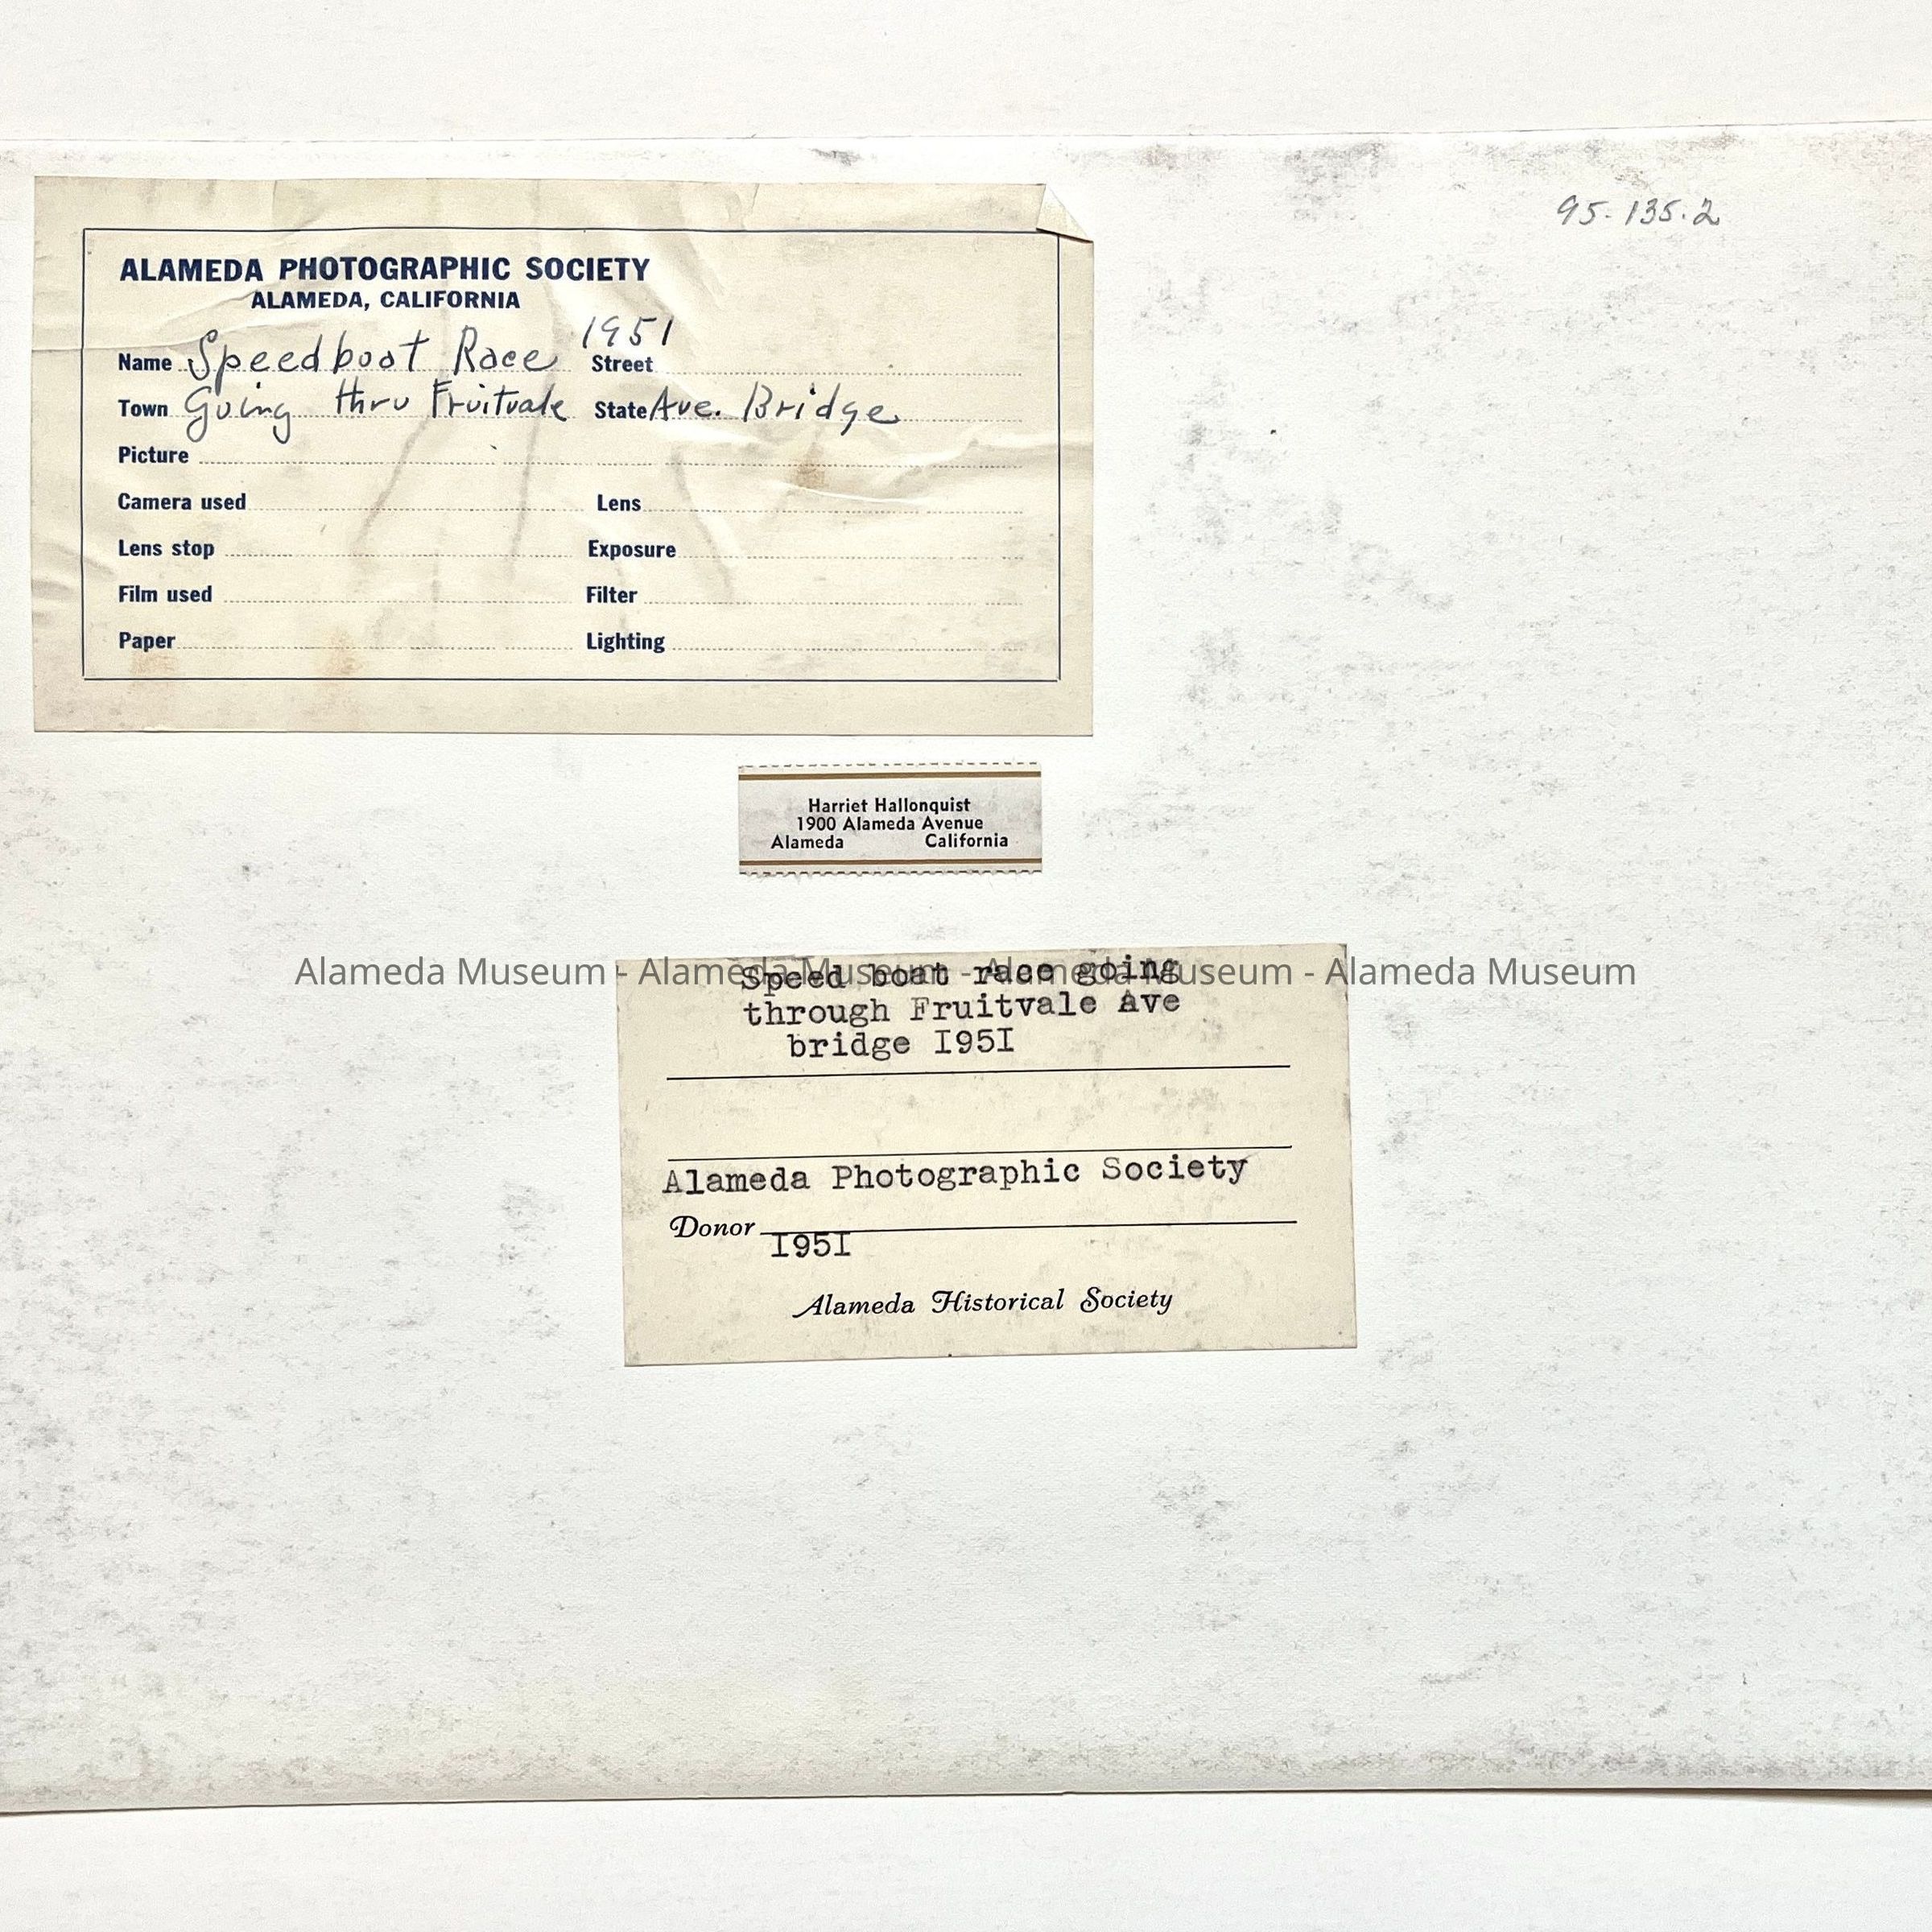 95-135.2
ALAMEDA PHOTOGRAPHIC SOCIETY
ALAMEDA, CALIFORNIA
1951
Name Speedboat Race Street
Town Going thru Fruitvale State Ave. Bridge
Picture
Camera used Lens
Lens stop Exposure
Film used Filter
Paper Lighting
Harriet Hallonquist
1900 Alameda Avenue
Alameda California
Alameda Museum - Alameda Museum - Alameda Museum - Alameda Museum
Speed boat race going
through Fruitvale Ave
bridge I95I
Alameda Photographic Society
Donor
I95I
Alameda Historical Society